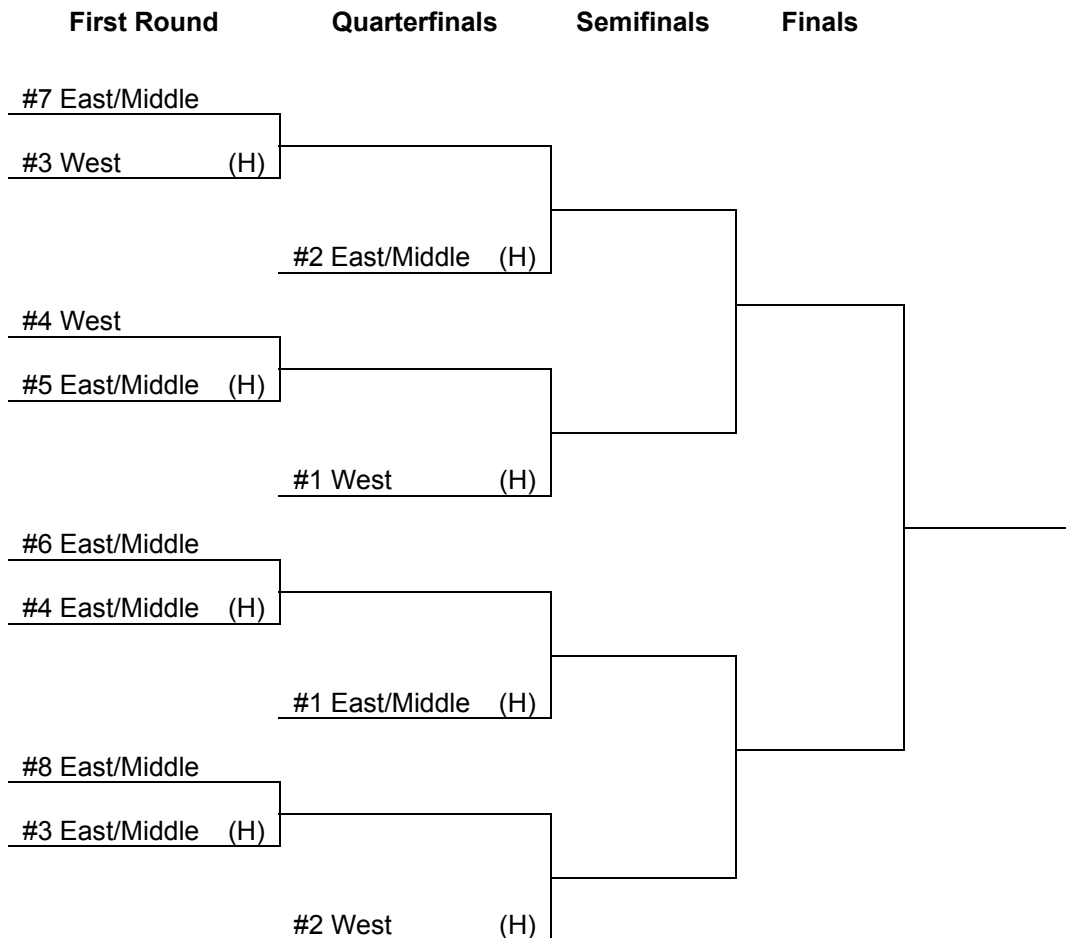 First Round Quarterfinals Semifinals Finals
#7 East/Middle
#3 West (H)
#2 East/Middle (H)
#4 West
#5 East/Middle (H)
#1 West (H)
#6 East/Middle
#4 East/Middle (H)
#1 East/Middle (H)
#8 East/Middle
#3 East/Middle (H)
#2 West (H)